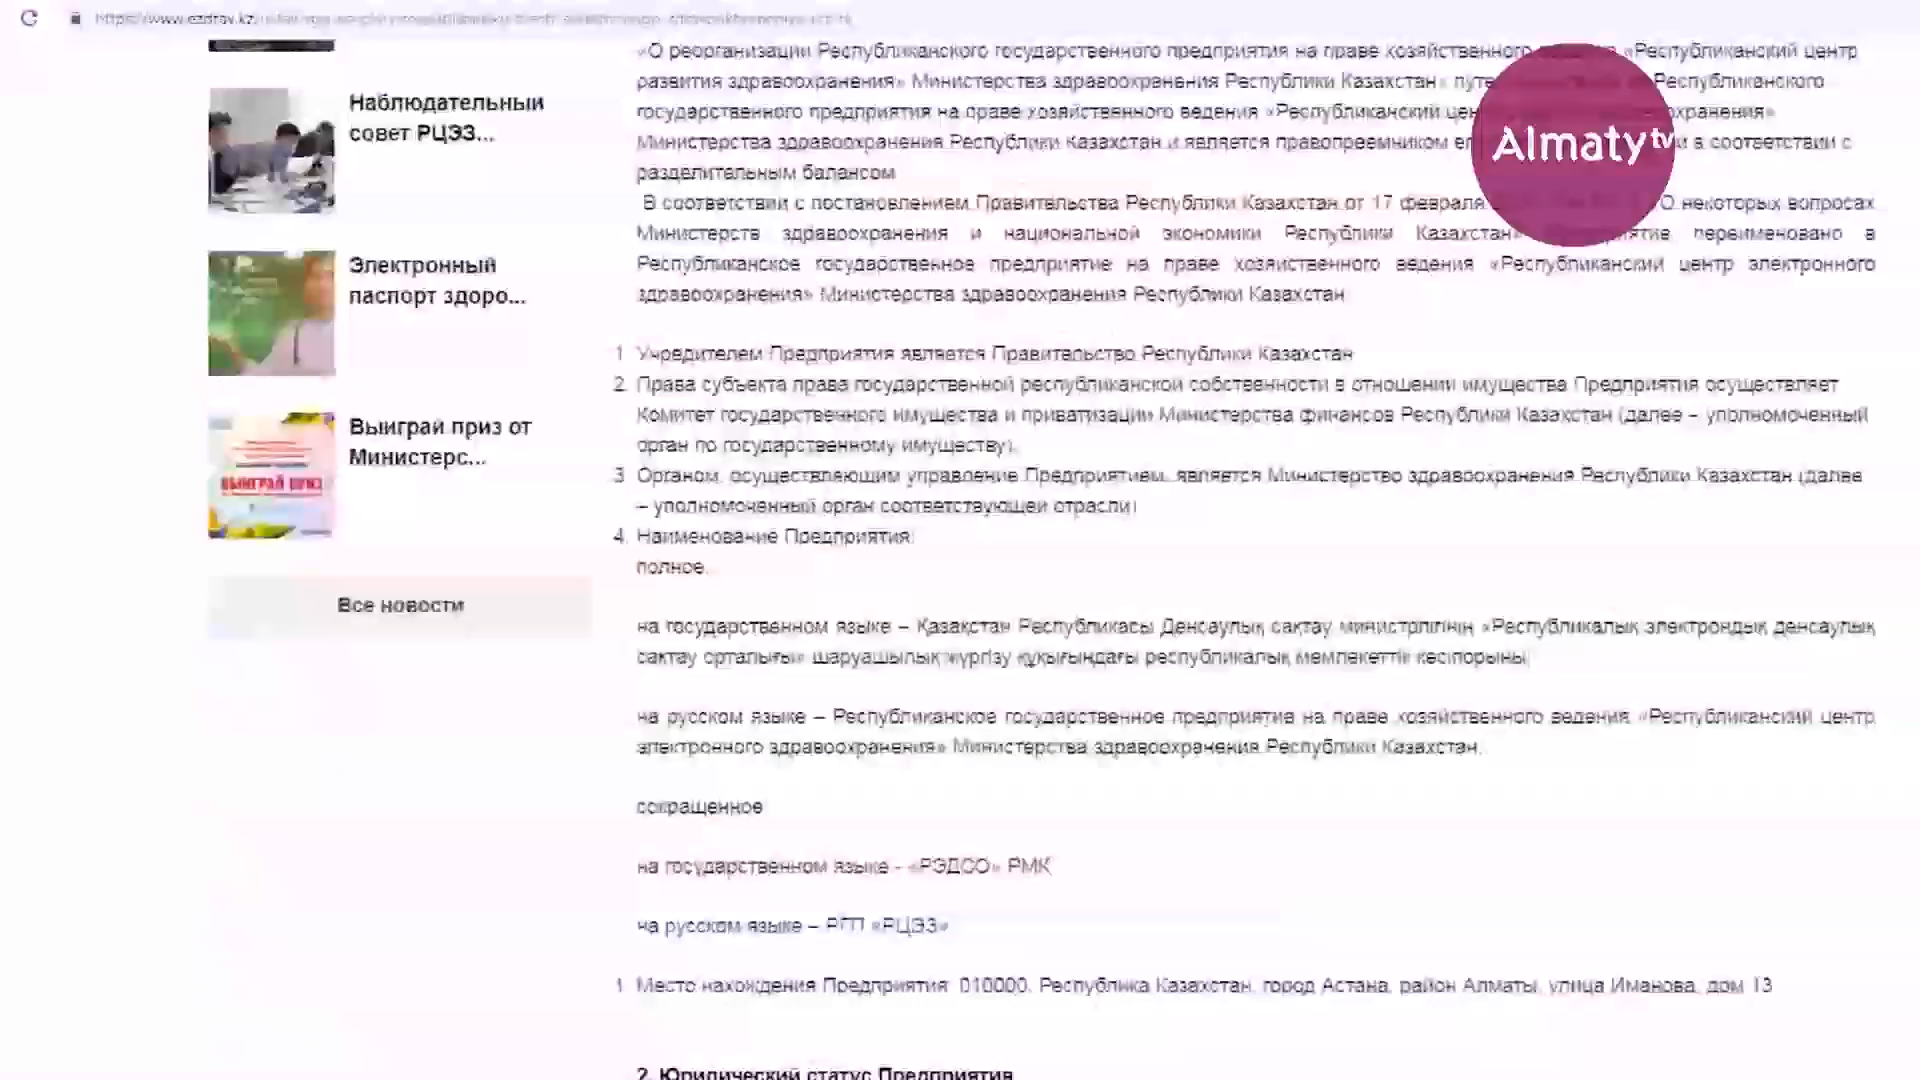 https://www.ezdrav.kz
Наблюдательный
совет РЦЭЗ...
Электронный
паспорт здоро...
ВЫИГРАЙ ПРИЗ
Выиграй приз от
Министерс...
Все новости
«О реорганизации Республиканского государственного предприятия на праве хозяйственного «Республиканский центр
развития здравоохранения» Министерства здравоохранения Республики Казахстан» Республиканского
государственного предприятия на праве хозяйственного ведения «Республиканский
Министерства здравоохранения Республики Казахстан и является правопреемником в соответствии с
разделительным балансом
В соответствии с постановлением Правительства Республики Казахстан от 17 февраля О некоторых вопросах
Министерств здравоохранения и национальной экономики Республики Казахстан» переименовано в
Республиканское государственное предприятие на праве хозяйственного ведения «Республиканский центр электронного
здравоохранения» Министерства здравоохранения Республики Казахстан
Almaty tv
1 Учредителем Предприятия является Правительство Республики Казахстан
2. Права субъекта права государственной республиканской собственности в отношении имущества Предприятия осуществляет
Комитет государственного имущества и приватизации Министерства финансов Республики Казахстан (далее – уполномоченный
орган по государственному имуществу).
3 Органом, осуществляющим управление Предприятием, является Министерство здравоохранения Республики Казахстан (далее
– уполномоченный орган соответствующей отрасли)
4. Наименование Предприятия:
полное:
на государственном языке – Қазақстан Республикасы Денсаулық сақтау министрлігінің «Республикалық электрондық денсаулық
сақтау орталығы» шаруашылық жүргізу құқығындағы республикалық мемлекеттік кәсіпорыны
на русском языке – Республиканское государственное предприятие на праве хозяйственного ведения «Республиканский центр
электронного здравоохранения» Министерства здравоохранения Республики Казахстан.
сокращенное
на государственном языке - «РЭДСО» РМК
на русском языке – РГП «РЦЭЗ»
1 Место нахождения Предприятия: 010000, Республика Казахстан, город Астана, район Алматы, улица Иманова, дом 13
2. Юридический статус Предприятия